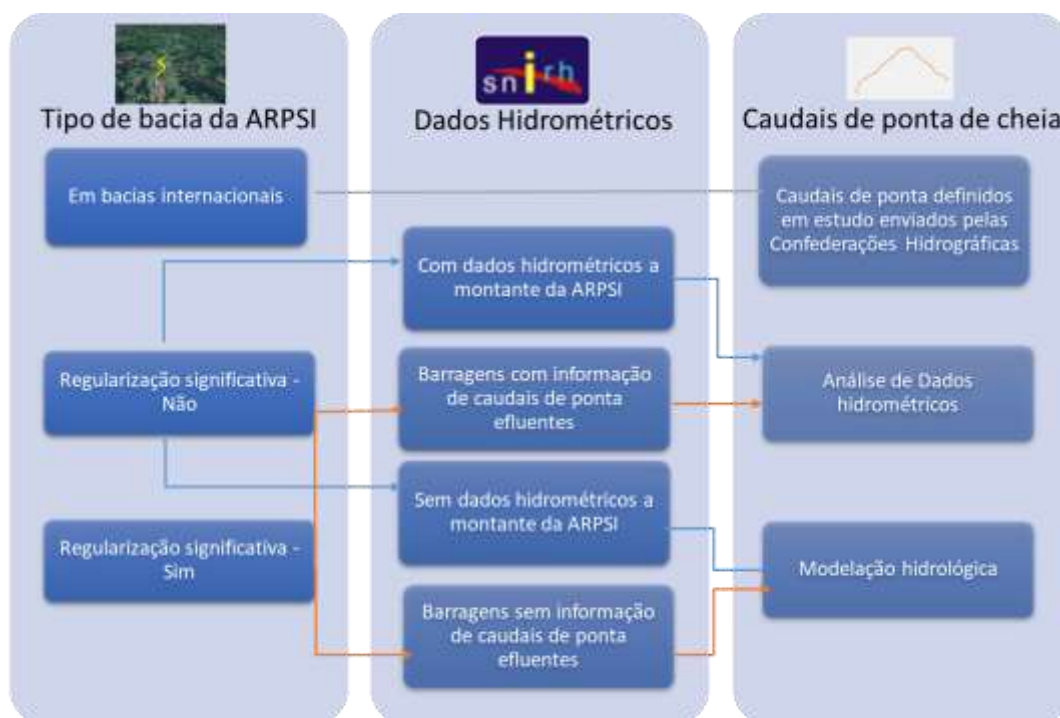 snirh
Tipo de bacia da ARPSI
Dados Hidrométricos
Caudais de ponta de cheia
Em bacias internacionais
Caudais de ponta definidos
em estudo enviados pelas
Confederações Hidrográficas
Com dados hidrométricos a
montante da ARPSI
Regularização significativa -
Não
Barragens com informação
de caudais de ponta
efluentes
Análise de Dados
hidrométricos
Sem dados hidrométricos a
montante da ARPSI
Regularização significativa -
Sim
Modelação hidrológica
Barragens sem informação
de caudais de ponta
efluentes